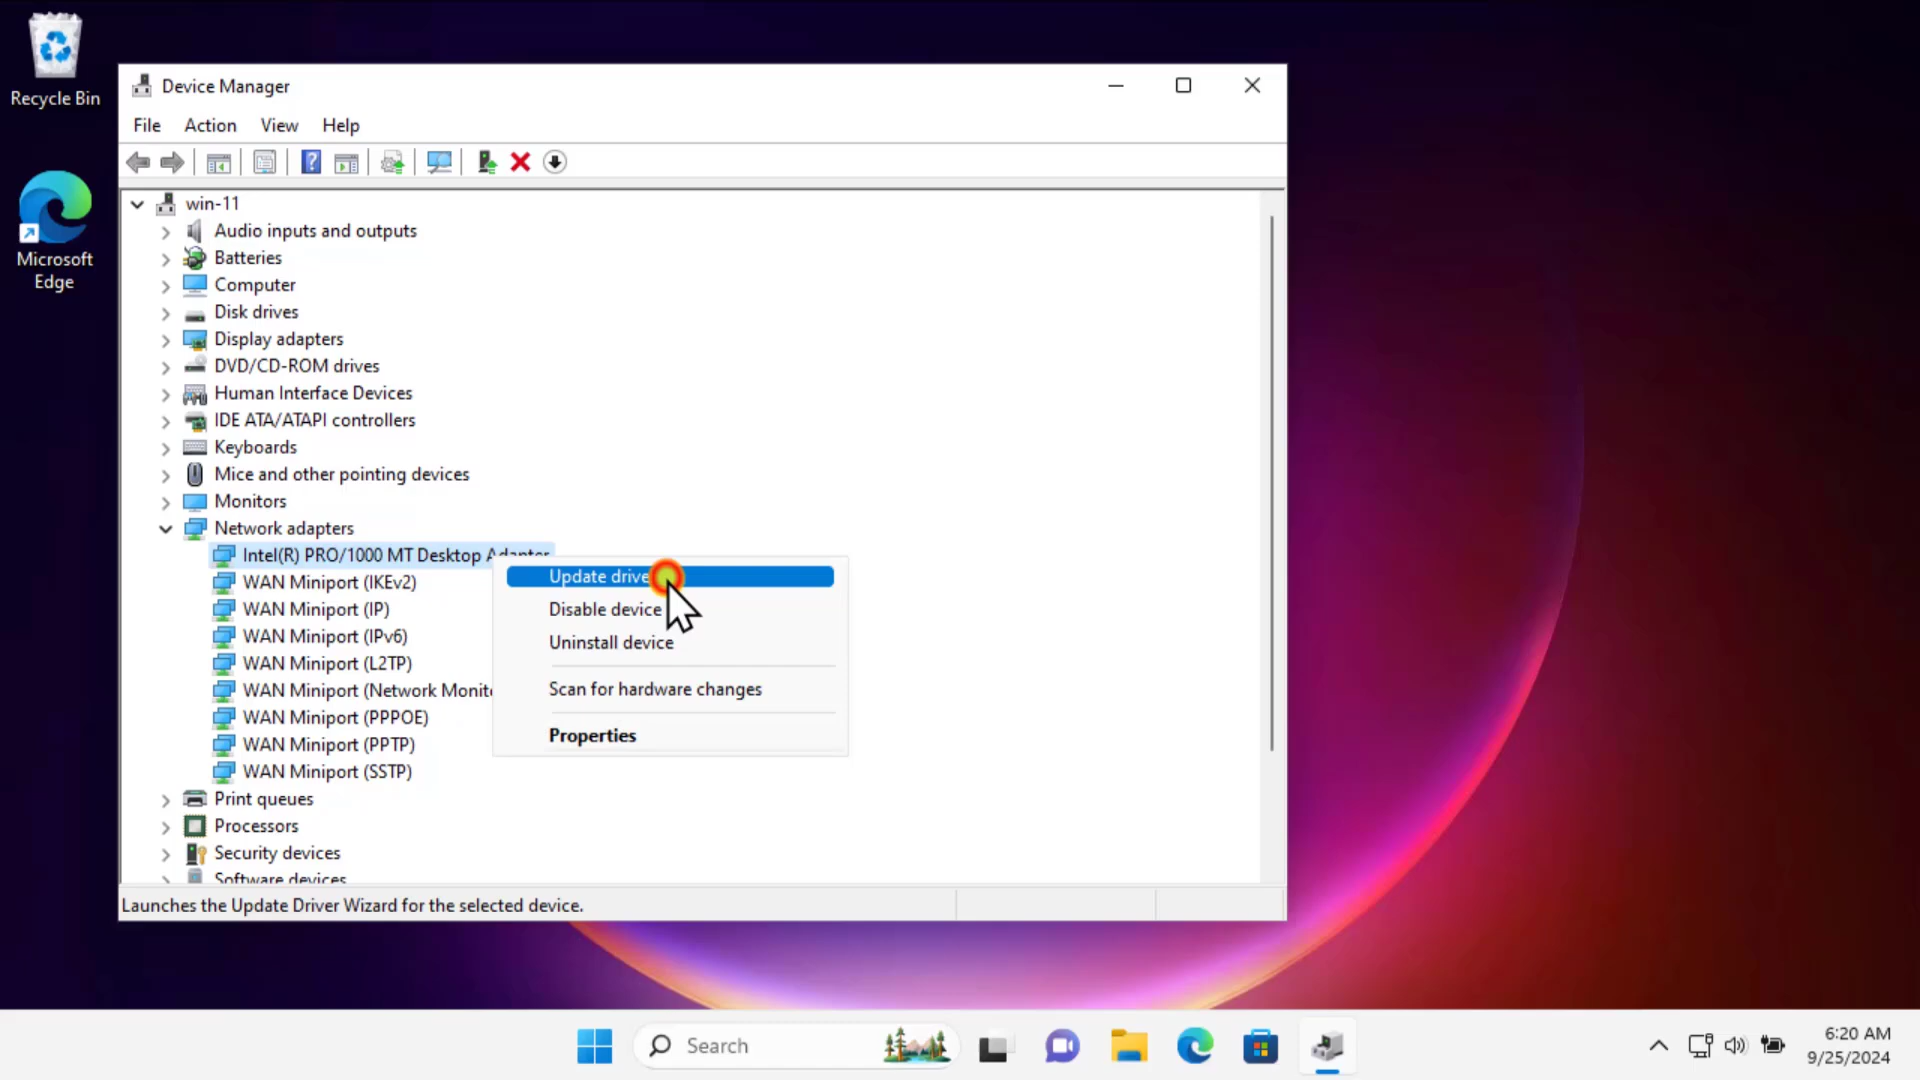 Recycle Bin
Microsoft
Edge
Device Manager
File Action View Help
win-11
Audio inputs and outputs
Batteries
Computer
Disk drives
Display adapters
DVD/CD-ROM drives
Human Interface Devices
IDE ATA/ATAPI controllers
Keyboards
Mice and other pointing devices
Monitors
Network adapters
Intel(R) PRO/1000 MT Desktop Adapter
WAN Miniport (IKEv2)
WAN Miniport (IP)
WAN Miniport (IPv6)
WAN Miniport (L2TP)
WAN Miniport (Network Monito
WAN Miniport (PPPOE)
WAN Miniport (PPTP)
WAN Miniport (SSTP)
Print queues
Processors
Security devices
Software devices
Update drive
Disable device
Uninstall device
Scan for hardware changes
Properties
Launches the Update Driver Wizard for the selected device.
Search
6:20 AM
9/25/2024